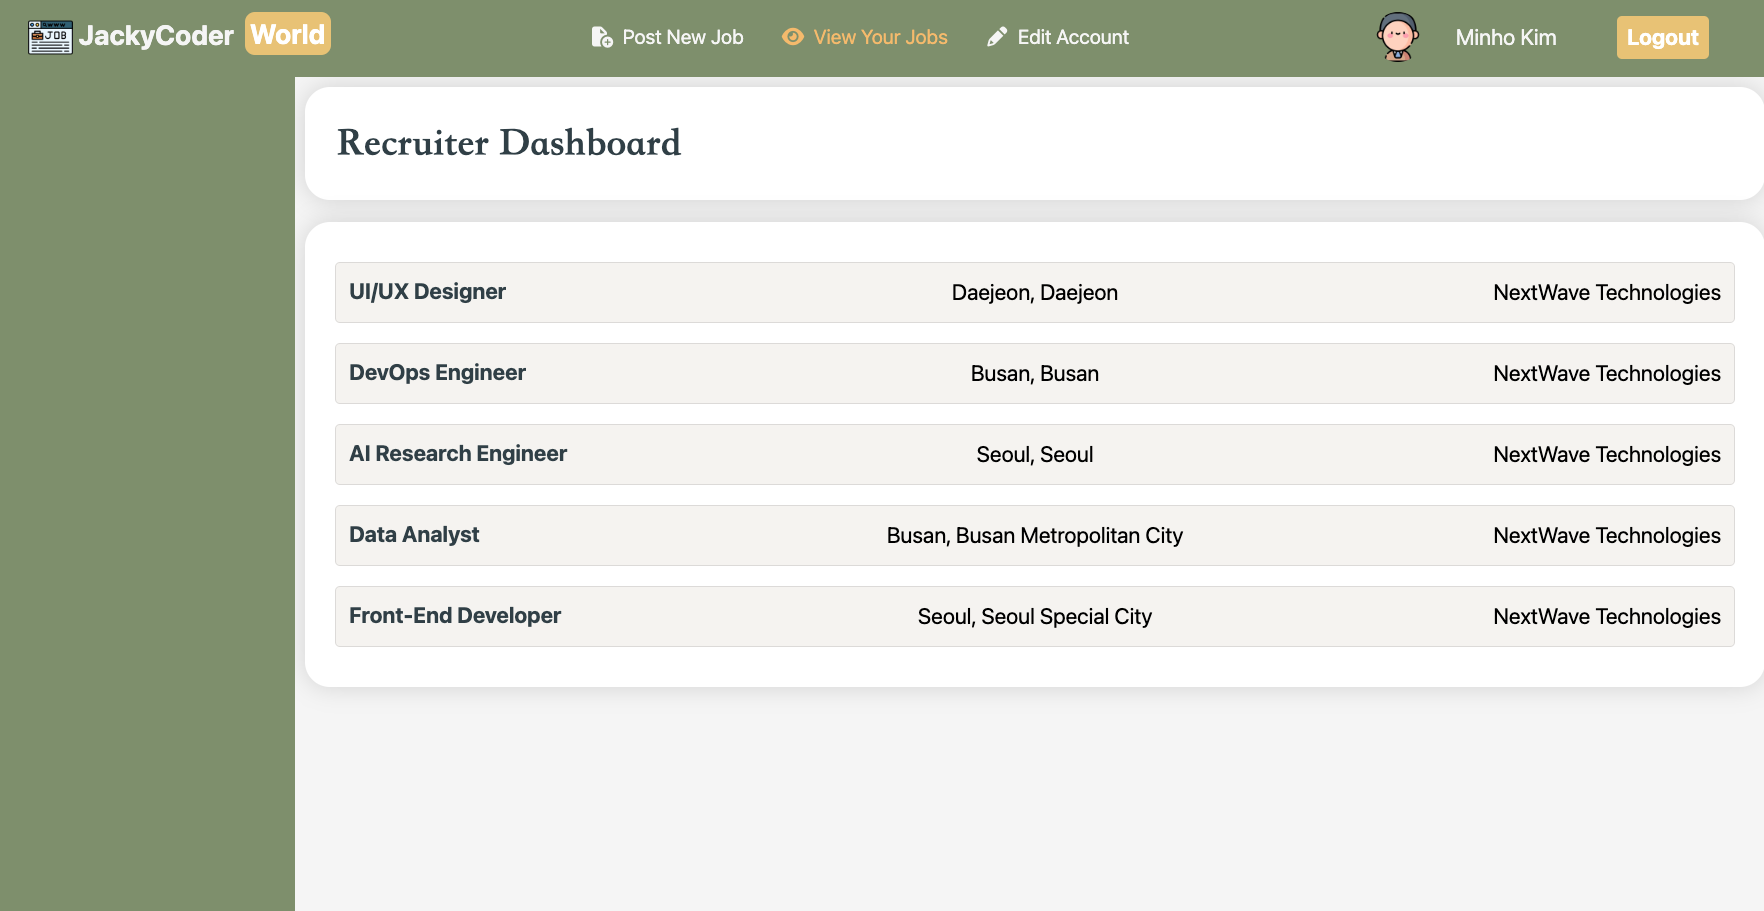 JackyCoder World
Post New Job
View Your Jobs
Edit Account
Minho Kim
Logout
Recruiter Dashboard
UI/UX Designer Daejeon, Daejeon NextWave Technologies
DevOps Engineer Busan, Busan NextWave Technologies
AI Research Engineer Seoul, Seoul NextWave Technologies
Data Analyst Busan, Busan Metropolitan City NextWave Technologies
Front-End Developer Seoul, Seoul Special City NextWave Technologies